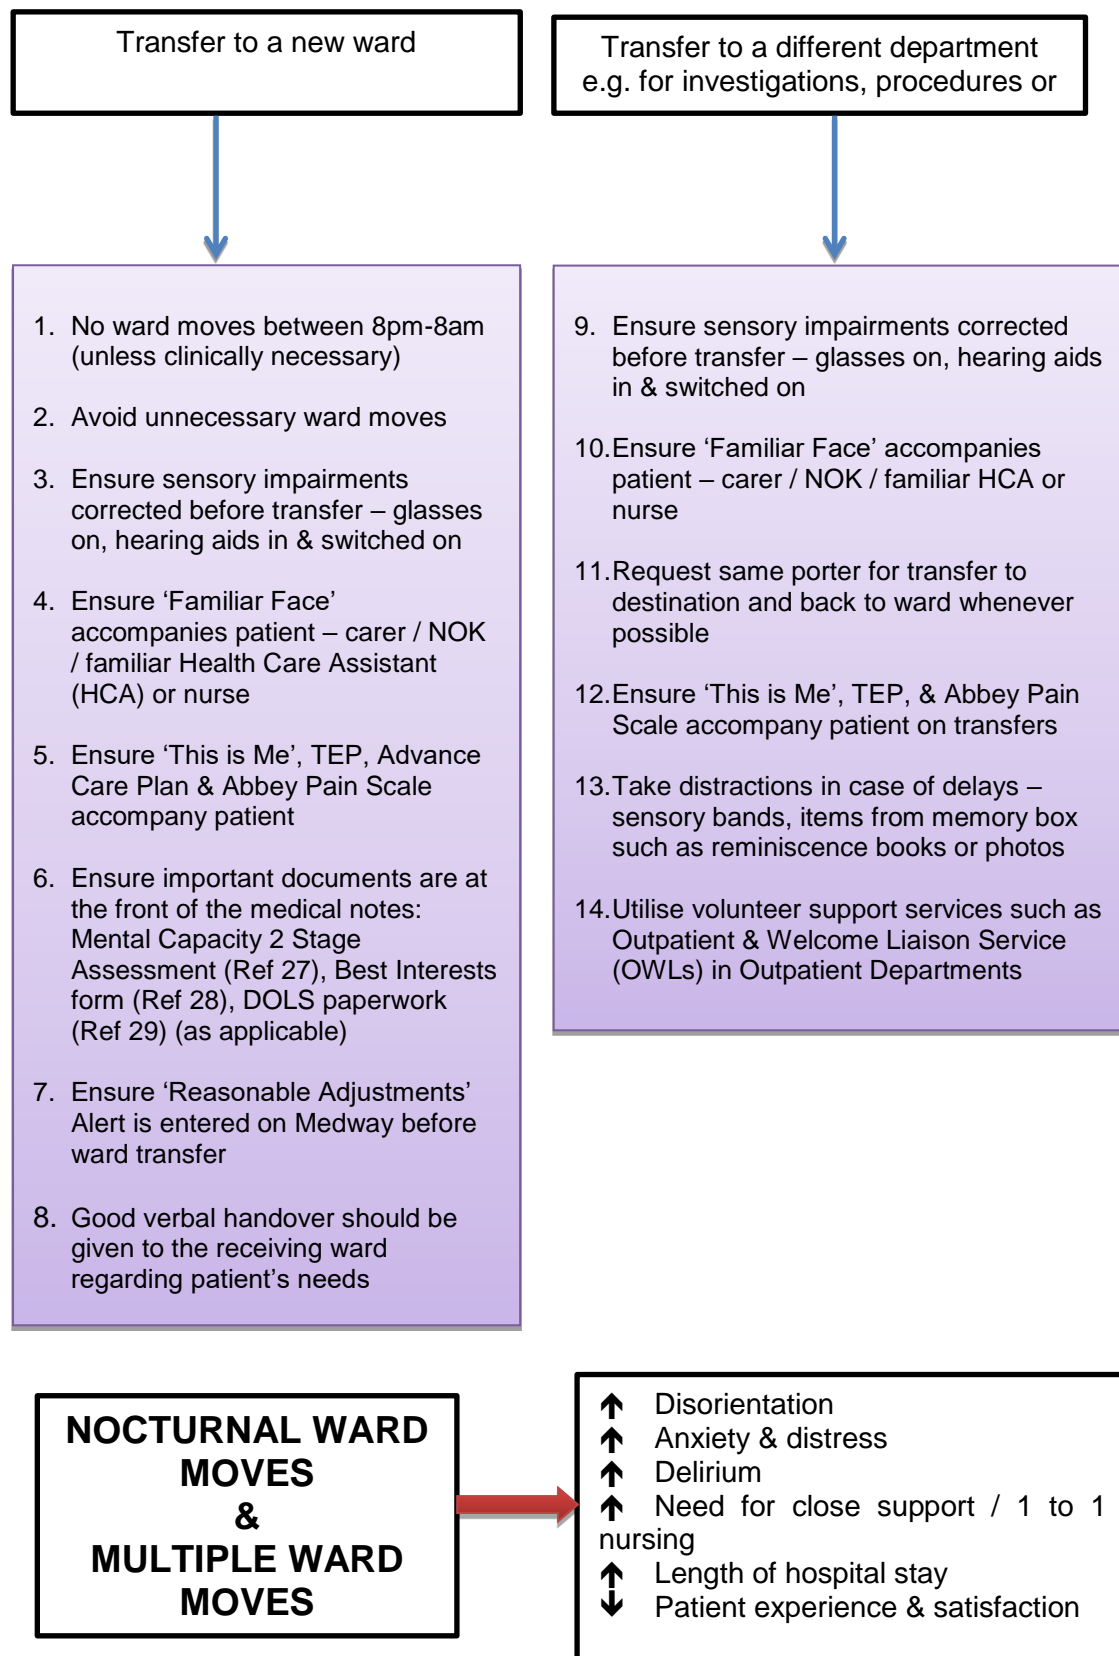 Transfer to a new ward
Transfer to a different department
e.g. for investigations, procedures or
1. No ward moves between 8pm-8am
(unless clinically necessary)
2. Avoid unnecessary ward moves
3. Ensure sensory impairments
corrected before transfer – glasses
on, hearing aids in & switched on
4. Ensure ‘Familiar Face’
accompanies patient – carer / NOK
/ familiar Health Care Assistant
(HCA) or nurse
5. Ensure ‘This is Me’, TEP, Advance
Care Plan & Abbey Pain Scale
accompany patient
6. Ensure important documents are at
the front of the medical notes:
Mental Capacity 2 Stage
Assessment (Ref 27), Best Interests
form (Ref 28), DOLS paperwork
(Ref 29) (as applicable)
7. Ensure ‘Reasonable Adjustments’
Alert is entered on Medway before
ward transfer
8. Good verbal handover should be
given to the receiving ward
regarding patient’s needs
9. Ensure sensory impairments corrected
before transfer – glasses on, hearing aids
in & switched on
10.Ensure ‘Familiar Face’ accompanies
patient – carer / NOK / familiar HCA or
nurse
11.Request same porter for transfer to
destination and back to ward whenever
possible
12.Ensure ‘This is Me’, TEP, & Abbey Pain
Scale accompany patient on transfers
13.Take distractions in case of delays –
sensory bands, items from memory box
such as reminiscence books or photos
14.Utilise volunteer support services such as
Outpatient & Welcome Liaison Service
(OWLs) in Outpatient Departments
NOCTURNAL WARD
MOVES
&
MULTIPLE WARD
MOVES
🡹 Disorientation
🡹 Anxiety & distress
🡹 Delirium
🡹 Need for close support / 1 to 1
nursing
🡹 Length of hospital stay
🡻 Patient experience & satisfaction